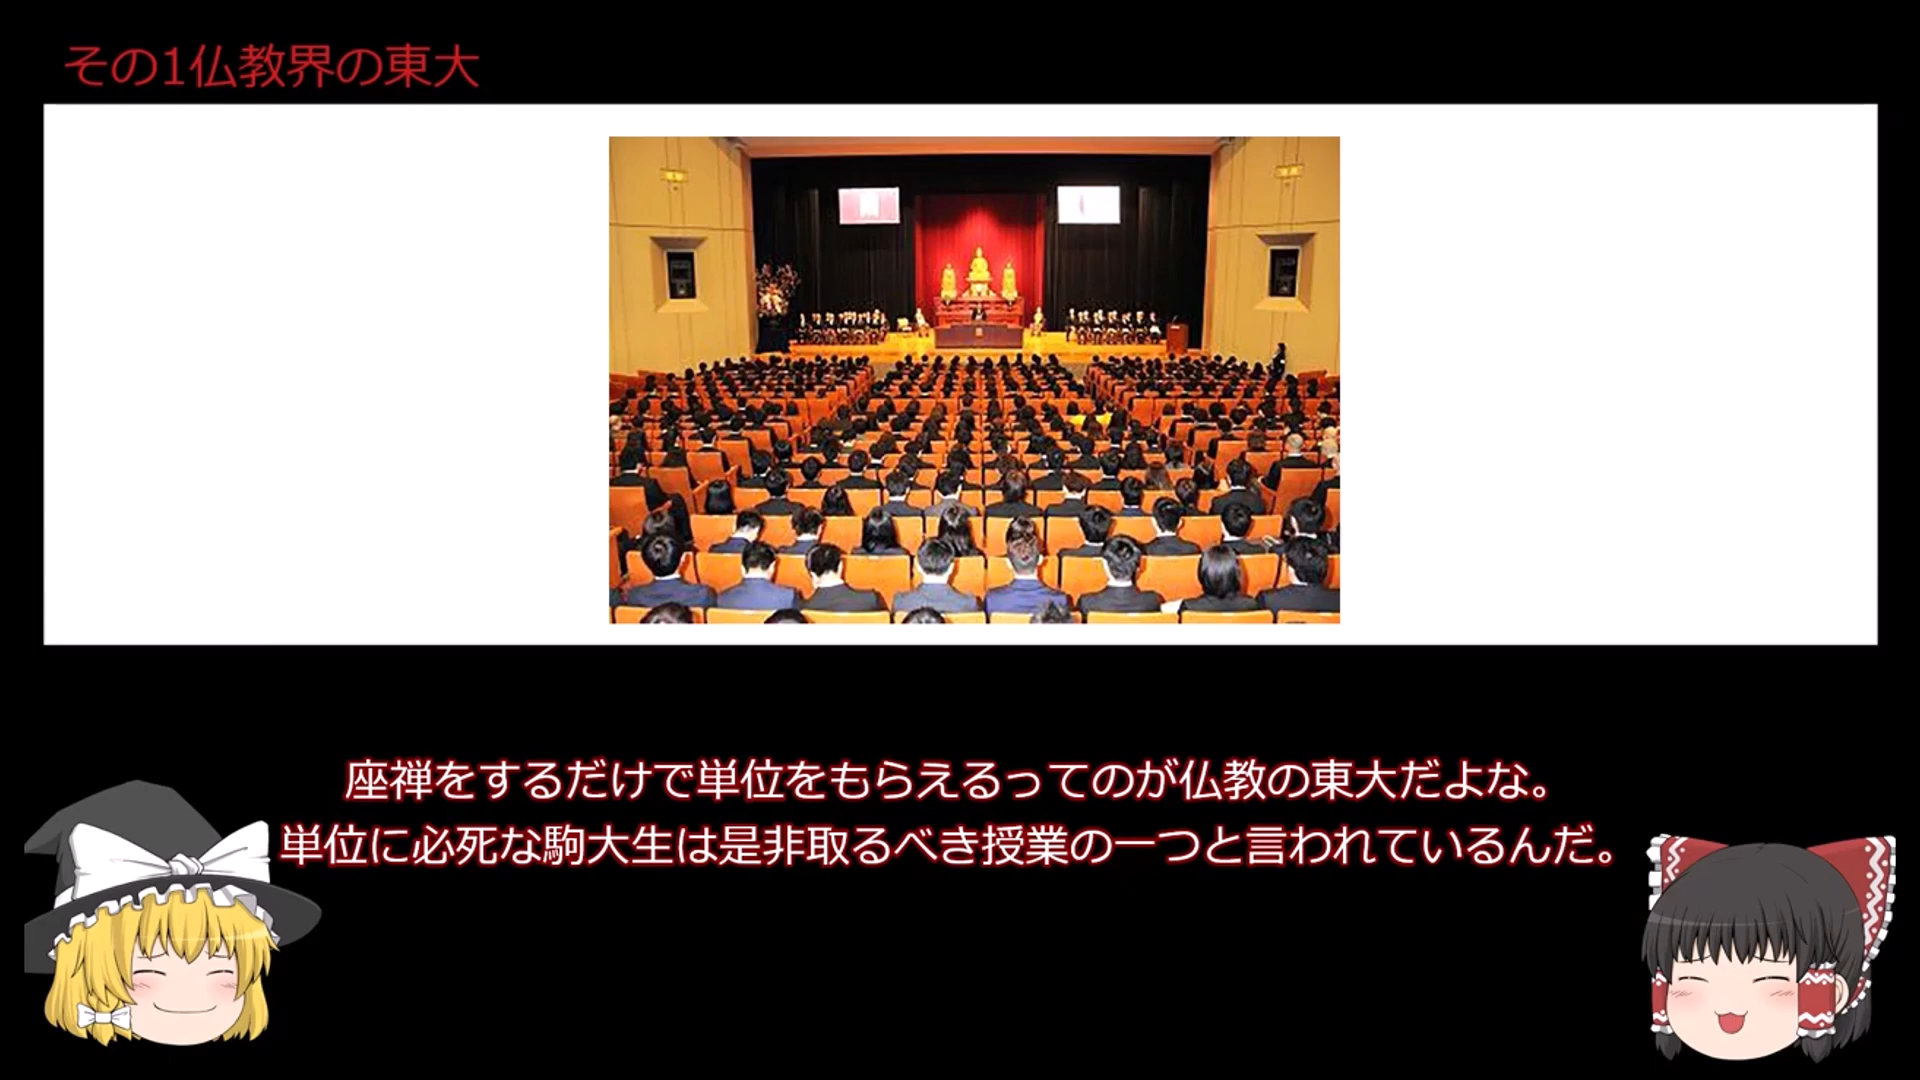 その1仏教界の東大
座禅をするだけで単位をもらえるってのが仏教の東大だよな。
単位に必死な駒大生は是非取るべき授業の一つと言われているんだ。